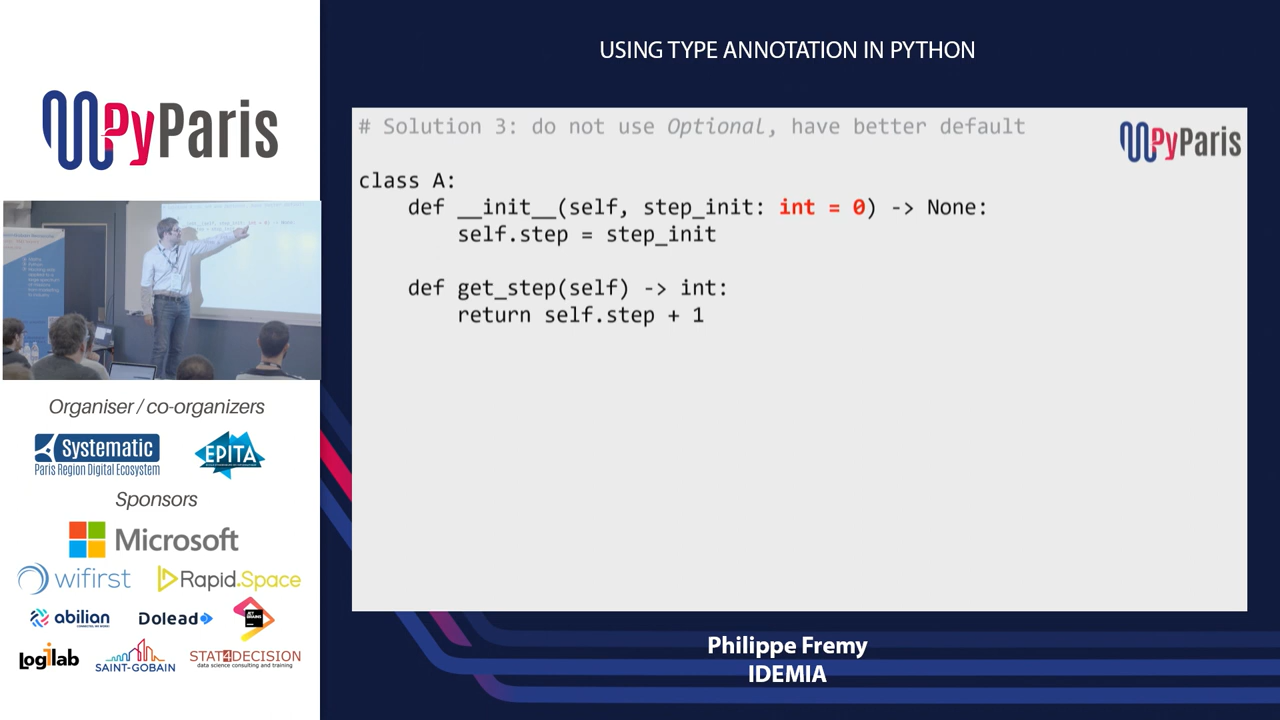 USING TYPE ANNOTATION IN PYTHON
PyParis
# Solution 3: do not use Optional, have better default
PyParis
class A:
    def __init__(self, step_init: int = 0) -> None:
        self.step = step_init
    def get_step(self) -> int:
        return self.step + 1
Organiser / co-organizers
Systematic
Paris Region Digital Ecosystem
EPITA
Sponsors
Microsoft
wifirst
Rapid.Space
abilian
Dolead
JET BRAINS
Logilab
SAINT-GOBAIN
STAT4DECISION
data science consulting and training
Philippe Fremy
IDEMIA